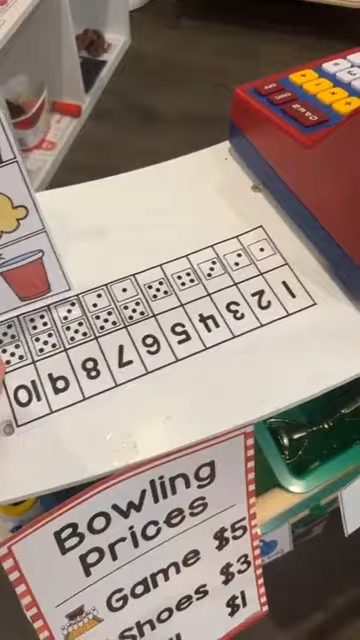 1 2 3 4 5 6 7 8 9 10
Bowling
Prices
Game $5
Shoes $3
$1